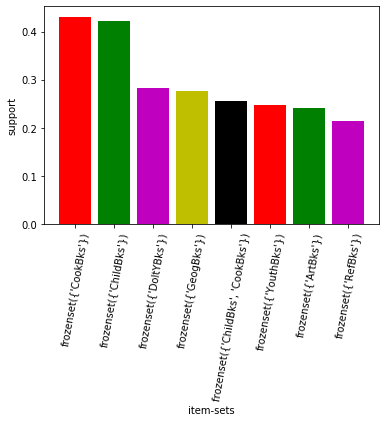 0.4
0.3
0.2
0.1
0.0
support
frozenset({'CookBks'})
frozenset({'ChildBks'})
frozenset({'DoItYBks'})
frozenset({'GeogBks'})
frozenset({'ChildBks', 'CookBks'})
frozenset({'YouthBks'})
frozenset({'ArtBks'})
frozenset({'RefBks'})
item-sets